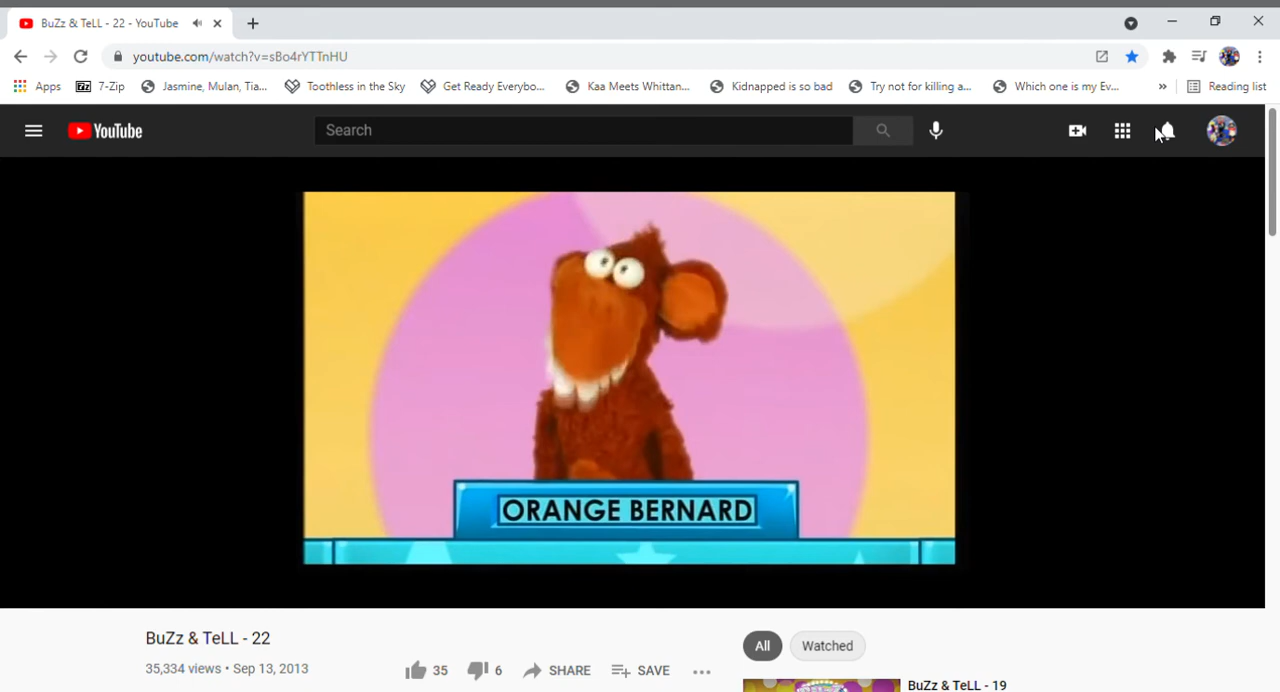 BuZz & TeLL - 22 - YouTube
youtube.com/watch?v=sBo4rYTTnHU
Apps 7-Zip Jasmine, Mulan, Tia... Toothless in the Sky Get Ready Everybo... Kaa Meets Whittan... Kidnapped is so bad Try not for killing a... Which one is my Ev... » Reading list
YouTube Search
ORANGE BERNARD
BuZz & TeLL - 22
35,334 views • Sep 13, 2013 35 6 SHARE SAVE
All Watched
BuZz & TeLL - 19